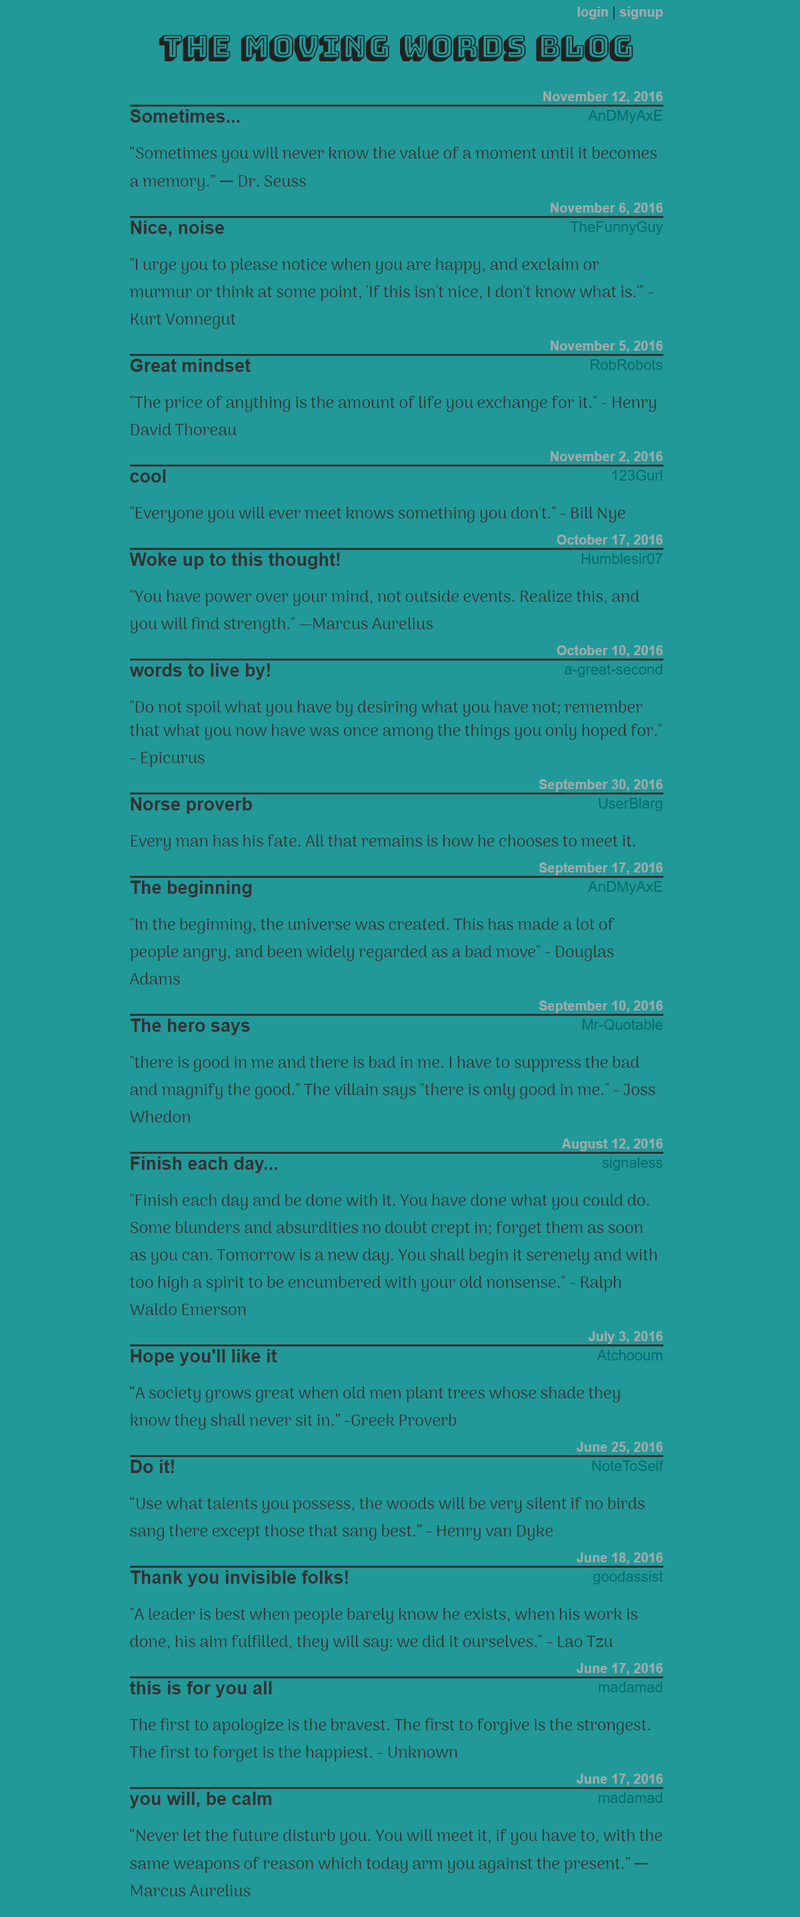 login | signup
THE MOVING WORDS BLOG
November 12, 2016
Sometimes...
AnDMyAxE
“Sometimes you will never know the value of a moment until it becomes
a memory.” — Dr. Seuss
November 6, 2016
Nice, noise
TheFunnyGuy
"I urge you to please notice when you are happy, and exclaim or
murmur or think at some point, 'If this isn't nice, I don't know what is.'" -
Kurt Vonnegut
November 5, 2016
Great mindset
RobRobots
"The price of anything is the amount of life you exchange for it." - Henry
David Thoreau
November 2, 2016
cool
123Gurl
"Everyone you will ever meet knows something you don't." - Bill Nye
October 17, 2016
Woke up to this thought!
Humblesir07
"You have power over your mind, not outside events. Realize this, and
you will find strength." —Marcus Aurelius
October 10, 2016
words to live by!
a-great-second
"Do not spoil what you have by desiring what you have not; remember
that what you now have was once among the things you only hoped for."
- Epicurus
September 30, 2016
Norse proverb
UserBlarg
Every man has his fate. All that remains is how he chooses to meet it.
September 17, 2016
The beginning
AnDMyAxE
"In the beginning, the universe was created. This has made a lot of
people angry, and been widely regarded as a bad move" - Douglas
Adams
September 10, 2016
The hero says
Mr-Quotable
"there is good in me and there is bad in me. I have to suppress the bad
and magnify the good." The villain says "there is only good in me." - Joss
Whedon
August 12, 2016
Finish each day...
signaless
"Finish each day and be done with it. You have done what you could do.
Some blunders and absurdities no doubt crept in; forget them as soon
as you can. Tomorrow is a new day. You shall begin it serenely and with
too high a spirit to be encumbered with your old nonsense." - Ralph
Waldo Emerson
July 3, 2016
Hope you'll like it
Atchooum
“A society grows great when old men plant trees whose shade they
know they shall never sit in.” -Greek Proverb
June 25, 2016
Do it!
NoteToSelf
“Use what talents you possess, the woods will be very silent if no birds
sang there except those that sang best.” - Henry van Dyke
June 18, 2016
Thank you invisible folks!
goodassist
"A leader is best when people barely know he exists, when his work is
done, his aim fulfilled, they will say: we did it ourselves." - Lao Tzu
June 17, 2016
this is for you all
madamad
The first to apologize is the bravest. The first to forgive is the strongest.
The first to forget is the happiest. - Unknown
June 17, 2016
you will, be calm
madamad
“Never let the future disturb you. You will meet it, if you have to, with the
same weapons of reason which today arm you against the present.” —
Marcus Aurelius